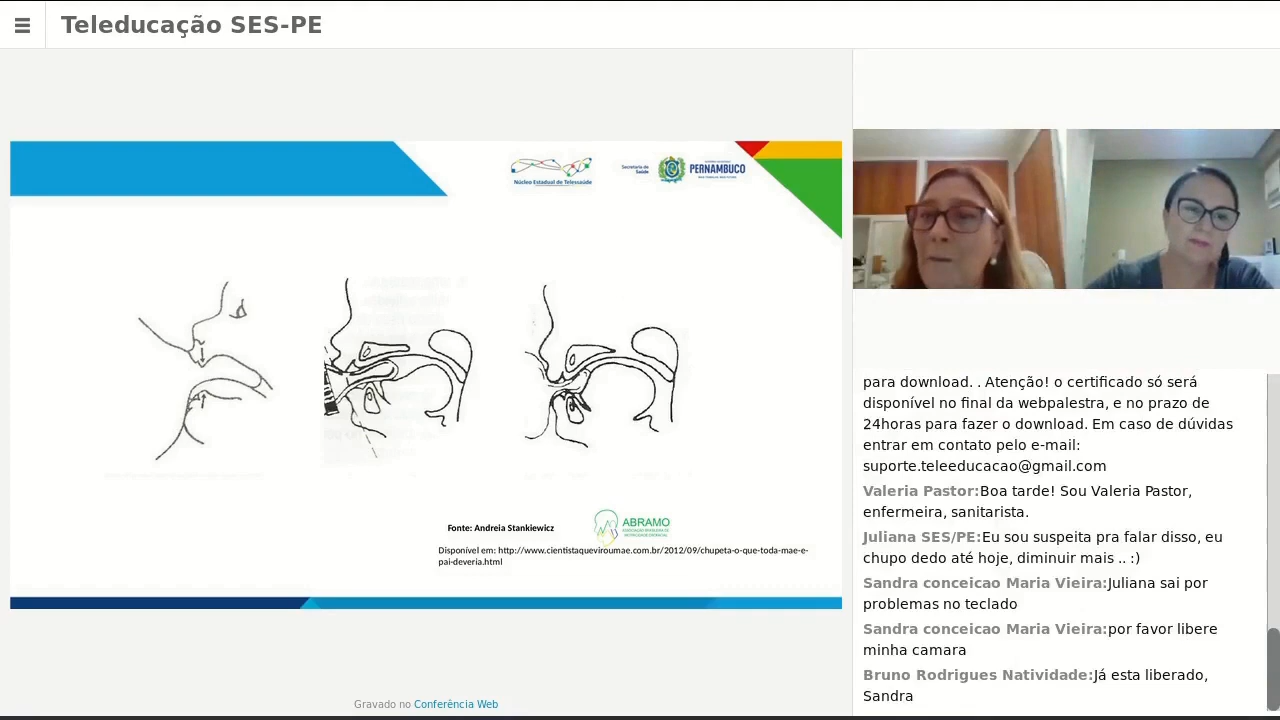 Teleducação SES-PE
Núcleo Estadual de Telessaúde
Secretaria de
Saúde
PERNAMBUCO
Fonte: Andreia Stankiewicz
ABRAMO
Disponível em: http://www.cientistaqueviroumae.com.br/2012/09/chupeta-o-que-toda-mae-e-
pai-deveria.html
Gravado no Conferência Web
para download. . Atenção! o certificado só será
disponível no final da webpalestra, e no prazo de
24horas para fazer o download. Em caso de dúvidas
entrar em contato pelo e-mail:
suporte.teleeducacao@gmail.com
Valeria Pastor:Boa tarde! Sou Valeria Pastor,
enfermeira, sanitarista.
Juliana SES/PE:Eu sou suspeita pra falar disso, eu
chupo dedo até hoje, diminuir mais .. :)
Sandra conceicao Maria Vieira:Juliana sai por
problemas no teclado
Sandra conceicao Maria Vieira:por favor libere
minha camara
Bruno Rodrigues Natividade:Já esta liberado,
Sandra